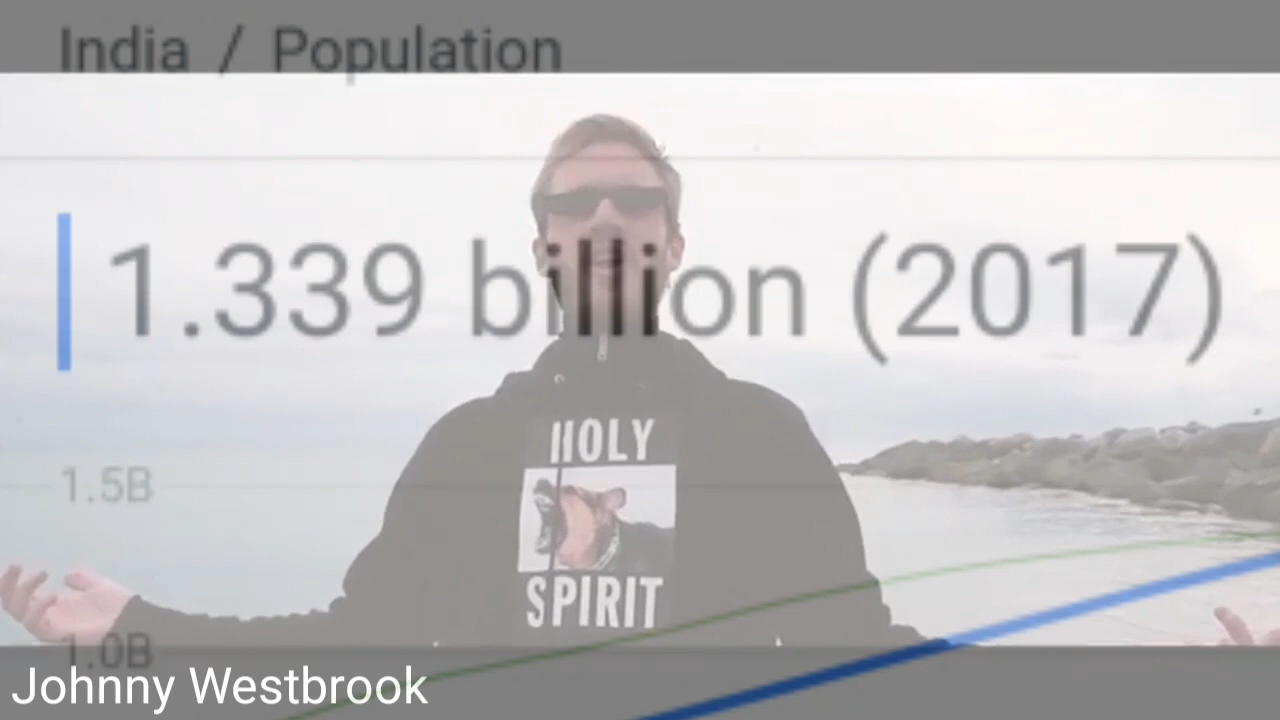 India / Population
1.339 billion (2017)
HOLY
1.5B
SPIRIT
1.0B
Johnny Westbrook